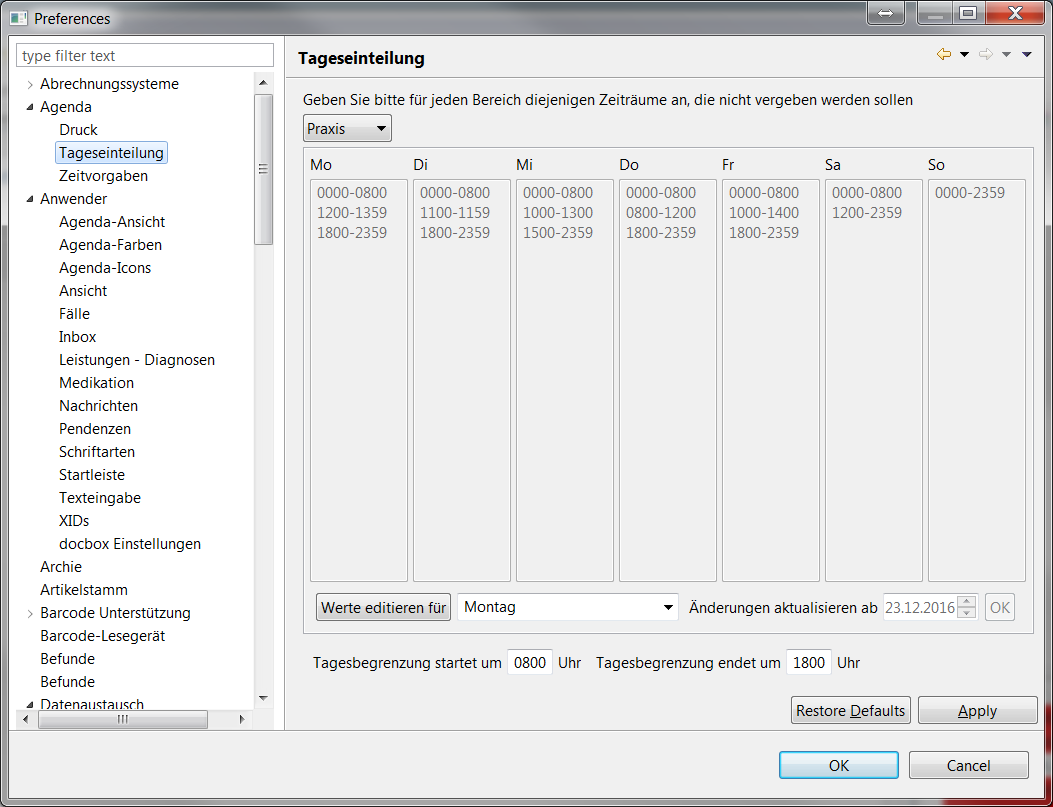 Preferences
type filter text
Abrechnungssysteme
Agenda
Druck
Tageseinteilung
Zeitvorgaben
Anwender
Agenda-Ansicht
Agenda-Farben
Agenda-Icons
Ansicht
Fälle
Inbox
Leistungen - Diagnosen
Medikation
Nachrichten
Pendenzen
Schriftarten
Startleiste
Texteingabe
XIDs
docbox Einstellungen
Archie
Artikelstamm
Barcode Unterstützung
Barcode-Lesegerät
Befunde
Befunde
Datenaustausch
Tageseinteilung
Geben Sie bitte für jeden Bereich diejenigen Zeiträume an, die nicht vergeben werden sollen
Praxis
Mo Di Mi Do Fr Sa So
0000-0800 0000-0800 0000-0800 0000-0800 0000-0800 0000-0800 0000-2359
1200-1359 1100-1159 1000-1300 0800-1200 1000-1400 1200-2359
1800-2359 1800-2359 1500-2359 1800-2359 1800-2359
Werte editieren für Montag Änderungen aktualisieren ab 23.12.2016 OK
Tagesbegrenzung startet um 0800 Uhr Tagesbegrenzung endet um 1800 Uhr
Restore Defaults Apply
OK Cancel